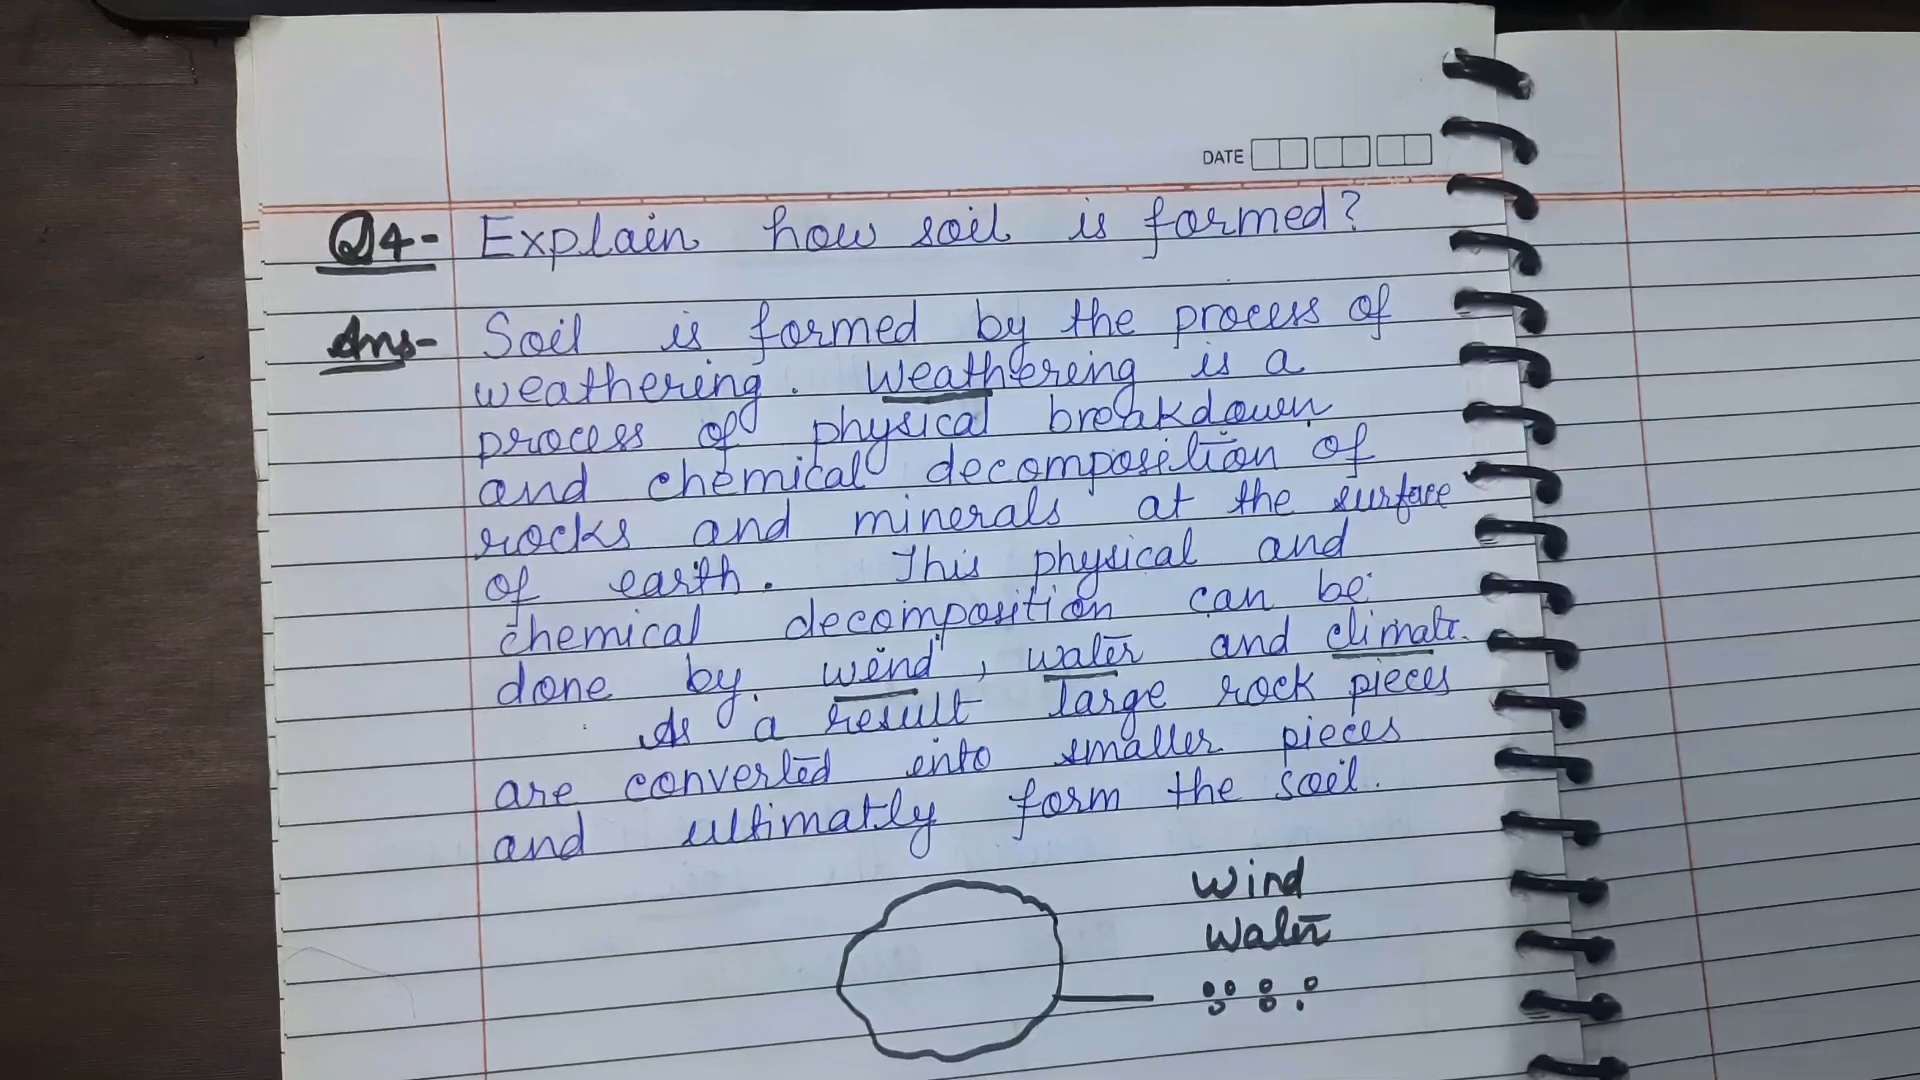 DATE
Q4- Explain how soil is formed?
Ans- Soil is formed by the process of
weathering. Weathering is a
process of physical breakdown
and chemical decomposition of
rocks and minerals at the surface
of earth. This physical and
chemical decomposition can be
done by wind, water and climate.
As a result large rock pieces
are converted into smaller pieces
and ultimatly form the soil.
Wind
Water